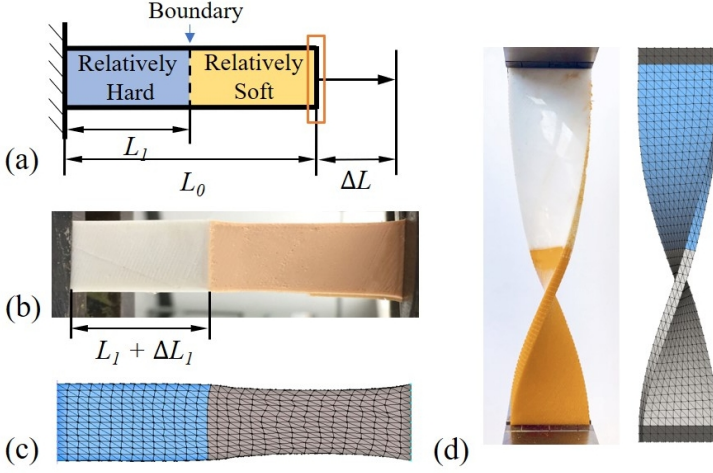 Boundary
Relatively Hard
Relatively Soft
L1
(a)
L0
ΔL
(b)
L1 + ΔL1
(c)
(d)